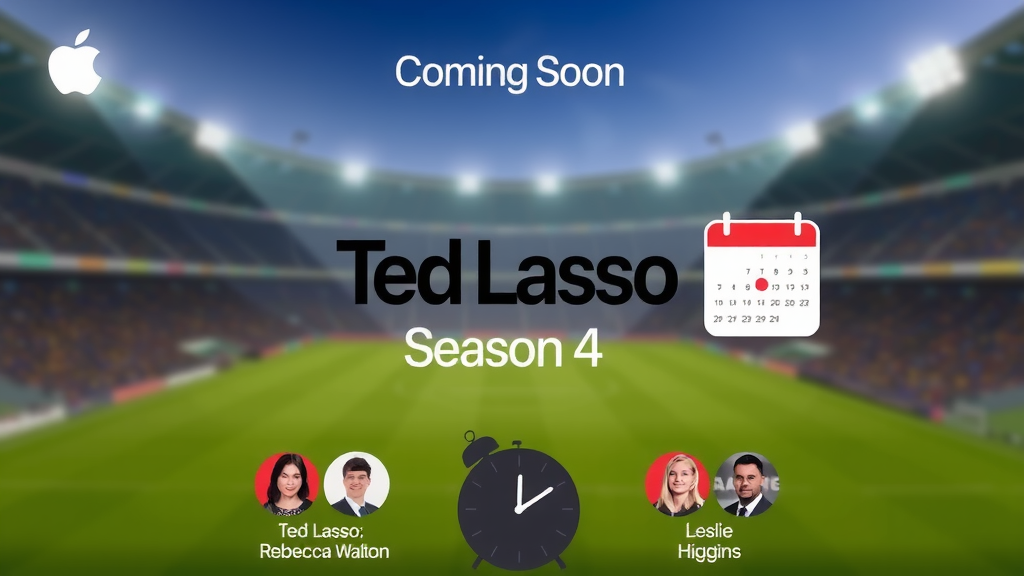 Coming Soon
Ted Lasso
Season 4
Ted Lasso:
Rebecca Walton
Leslie
Higgins